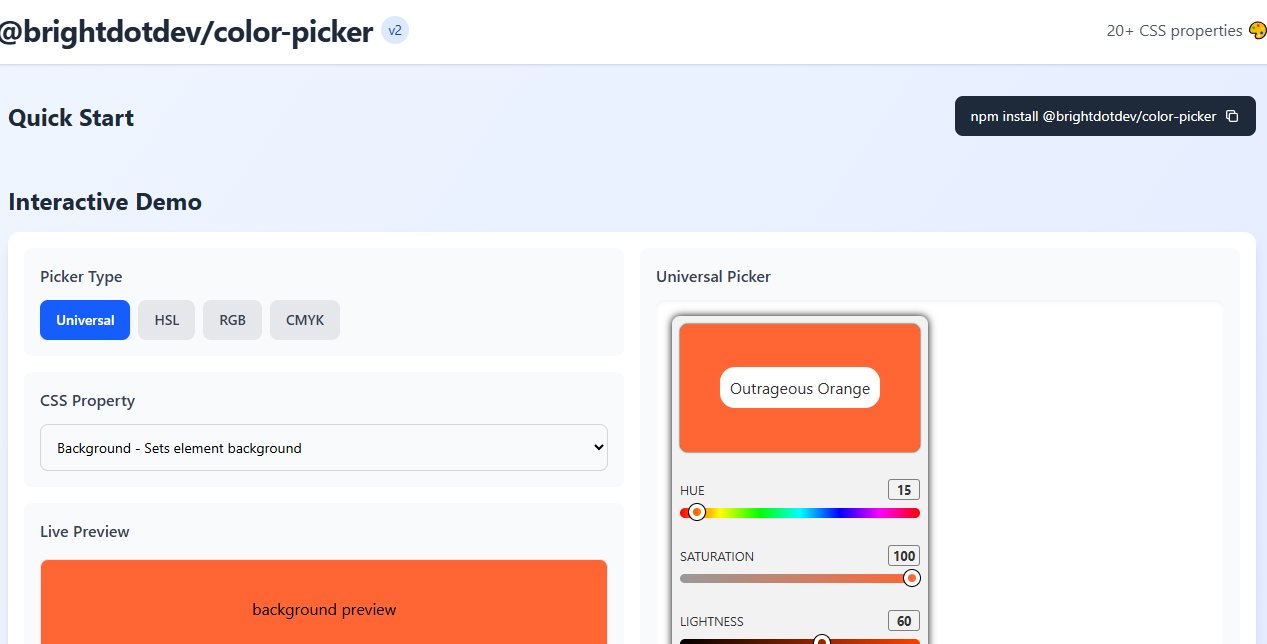 @brightdotdev/color-picker v2
20+ CSS properties 🎨
Quick Start
npm install @brightdotdev/color-picker
Interactive Demo
Picker Type
Universal HSL RGB CMYK
CSS Property
Background - Sets element background
Live Preview
background preview
Universal Picker
Outrageous Orange
HUE 15
SATURATION 100
LIGHTNESS 60